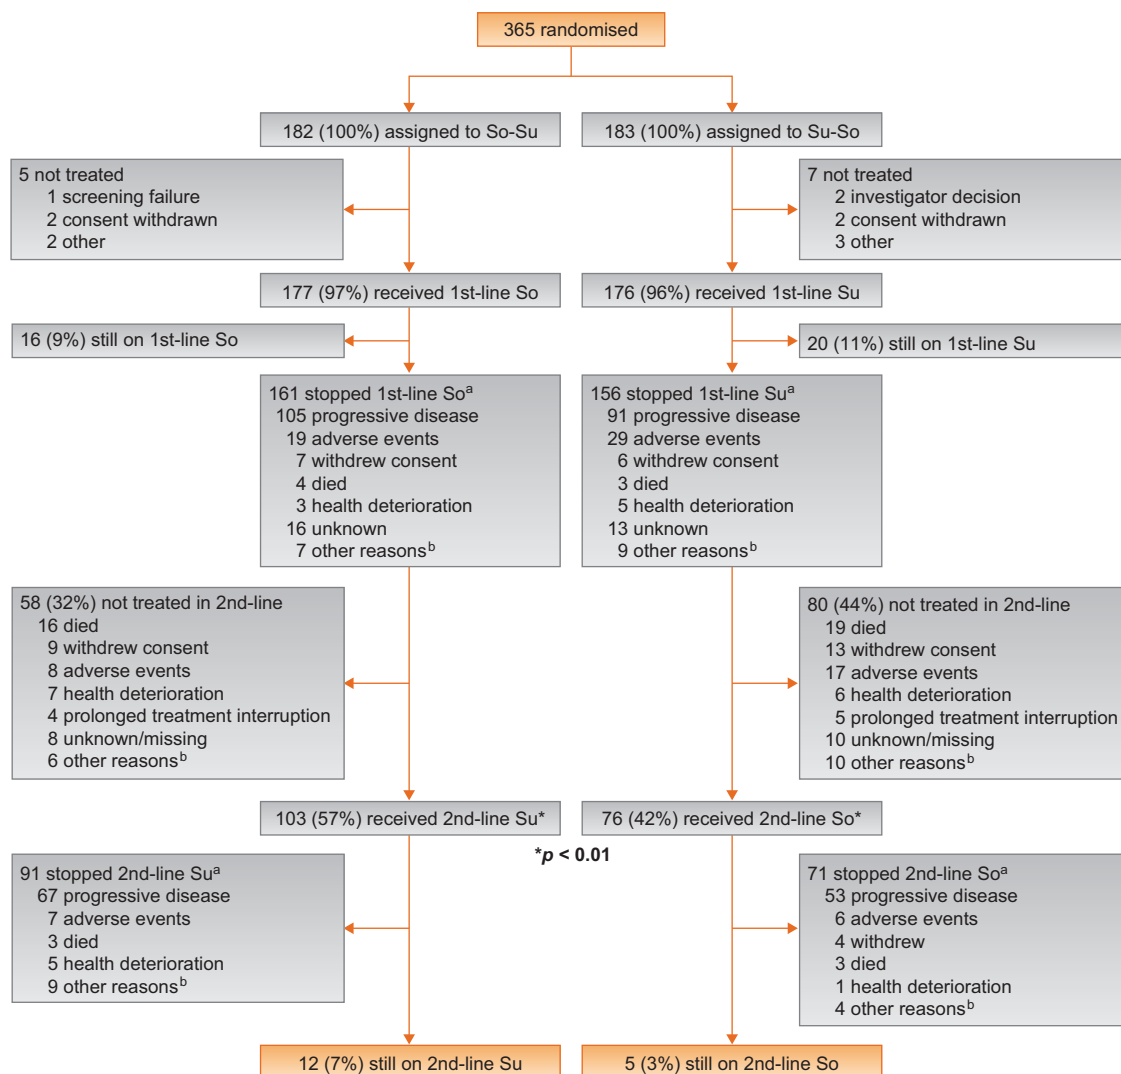 365 randomised
182 (100%) assigned to So-Su
183 (100%) assigned to Su-So
5 not treated
1 screening failure
2 consent withdrawn
2 other
7 not treated
2 investigator decision
2 consent withdrawn
3 other
177 (97%) received 1st-line So
176 (96%) received 1st-line Su
16 (9%) still on 1st-line So
20 (11%) still on 1st-line Su
161 stopped 1st-line Soᵃ
105 progressive disease
19 adverse events
7 withdrew consent
4 died
3 health deterioration
16 unknown
7 other reasonsᵇ
156 stopped 1st-line Suᵃ
91 progressive disease
29 adverse events
6 withdrew consent
3 died
5 health deterioration
13 unknown
9 other reasonsᵇ
58 (32%) not treated in 2nd-line
16 died
9 withdrew consent
8 adverse events
7 health deterioration
4 prolonged treatment interruption
8 unknown/missing
6 other reasonsᵇ
80 (44%) not treated in 2nd-line
19 died
13 withdrew consent
17 adverse events
6 health deterioration
5 prolonged treatment interruption
10 unknown/missing
10 other reasonsᵇ
103 (57%) received 2nd-line Su*
76 (42%) received 2nd-line So*
*p < 0.01
91 stopped 2nd-line Suᵃ
67 progressive disease
7 adverse events
3 died
5 health deterioration
9 other reasonsᵇ
71 stopped 2nd-line Soᵃ
53 progressive disease
6 adverse events
4 withdrew
3 died
1 health deterioration
4 other reasonsᵇ
12 (7%) still on 2nd-line Su
5 (3%) still on 2nd-line So